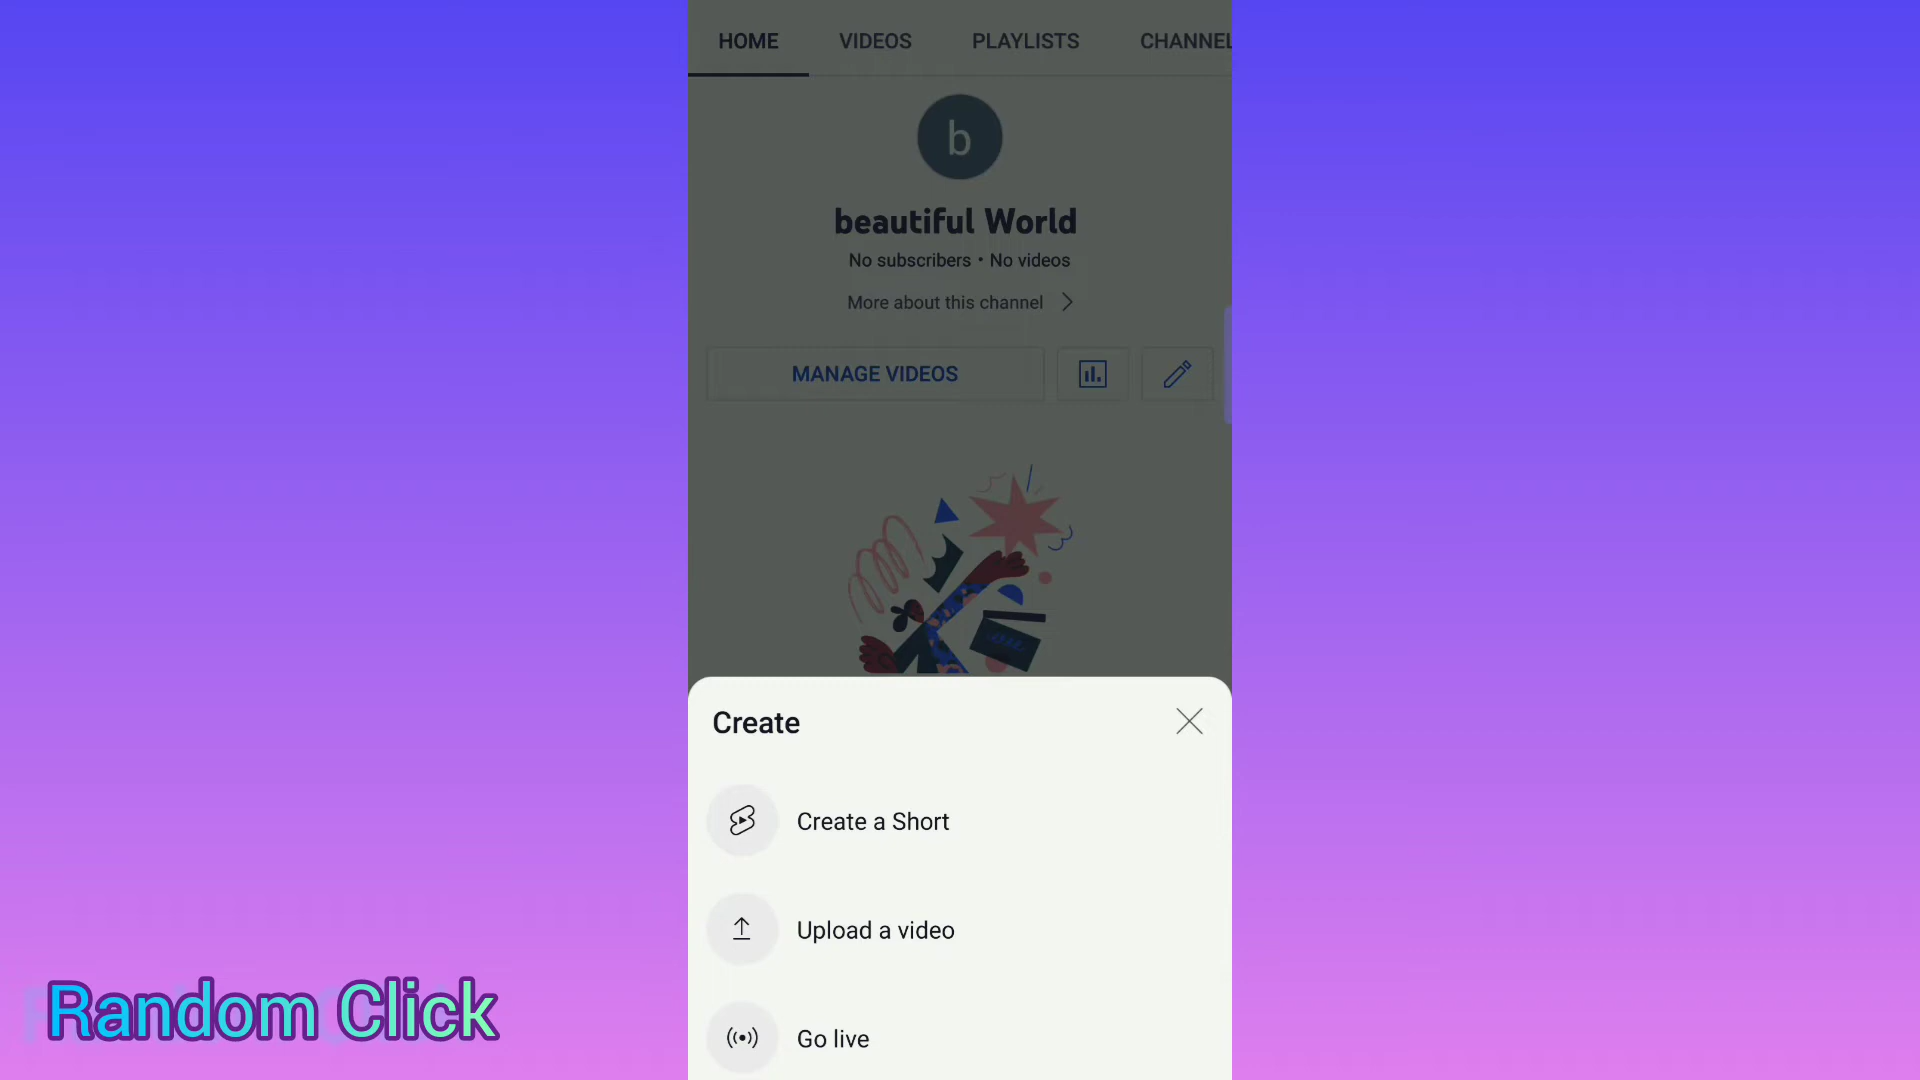 HOME VIDEOS PLAYLISTS CHANNEL
b
beautiful World
No subscribers • No videos
More about this channel
MANAGE VIDEOS
Create
Create a Short
Upload a video
Go live
Random Click